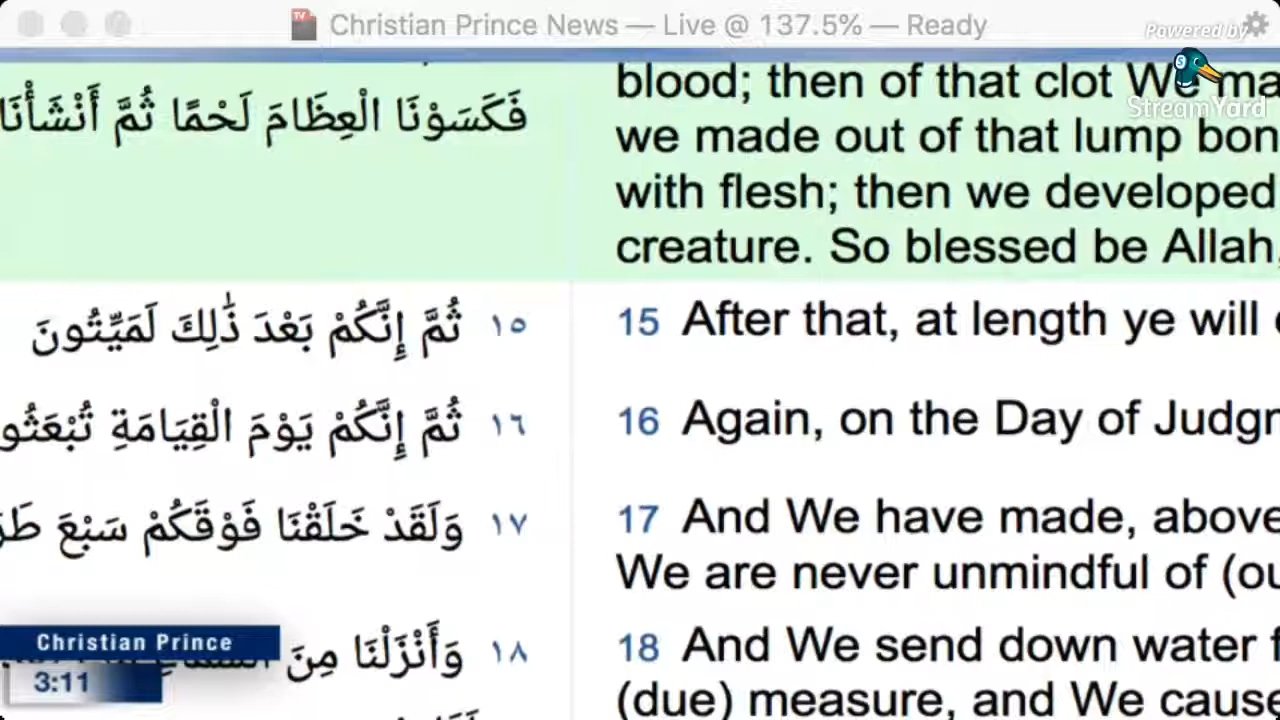 Christian Prince News — Live @ 137.5% — Ready
Powered by
StreamYard
فَكَسَوْنَا الْعِظَامَ لَحْمًا ثُمَّ أَنْشَأْنَا
blood; then of that clot We ma
we made out of that lump bon
with flesh; then we developed
creature. So blessed be Allah,
١٥ ثُمَّ إِنَّكُمْ بَعْدَ ذَٰلِكَ لَمَيِّتُونَ
15 After that, at length ye will
١٦ ثُمَّ إِنَّكُمْ يَوْمَ الْقِيَامَةِ تُبْعَثُو
16 Again, on the Day of Judgr
١٧ وَلَقَدْ خَلَقْنَا فَوْقَكُمْ سَبْعَ طَرَ
17 And We have made, above
We are never unmindful of (ou
١٨ وَأَنْزَلْنَا مِنَ
18 And We send down water f
(due) measure, and We cause
Christian Prince
3:11